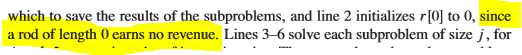 which to save the results of the subproblems, and line 2 initializes r[0] to 0, since
a rod of length 0 earns no revenue. Lines 3–6 solve each subproblem of size j, for